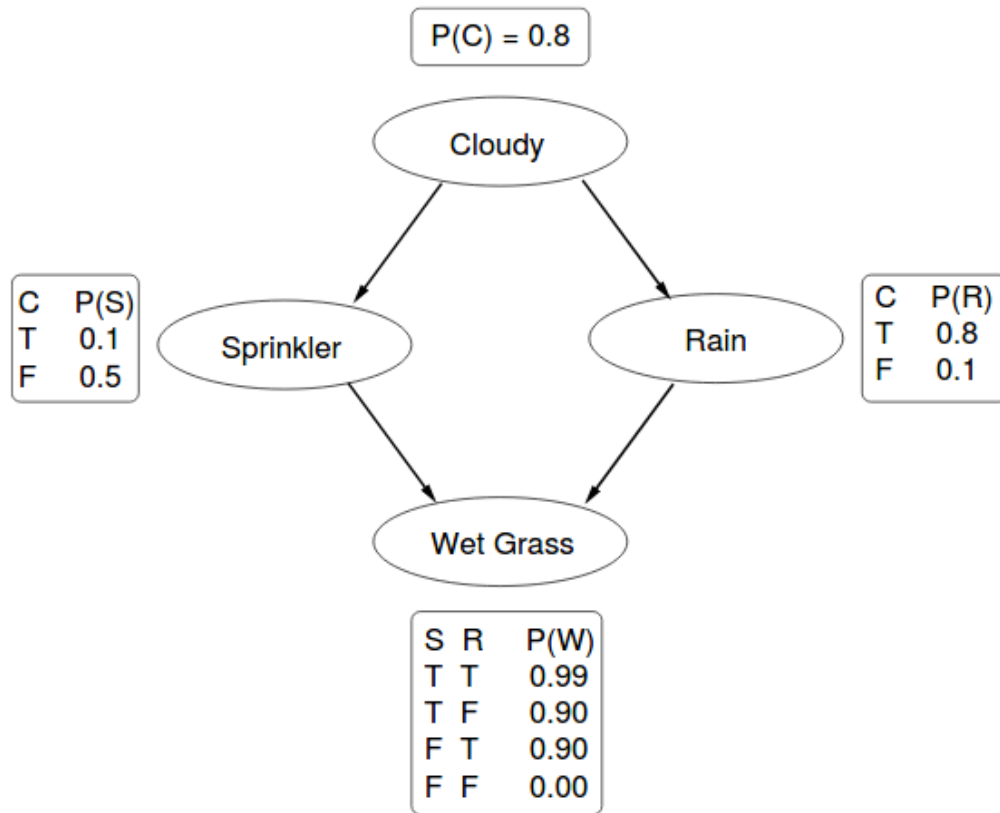 P(C) = 0.8
Cloudy
C P(S)
T 0.1
F 0.5
Sprinkler
Rain
C P(R)
T 0.8
F 0.1
Wet Grass
S R P(W)
T T 0.99
T F 0.90
F T 0.90
F F 0.00